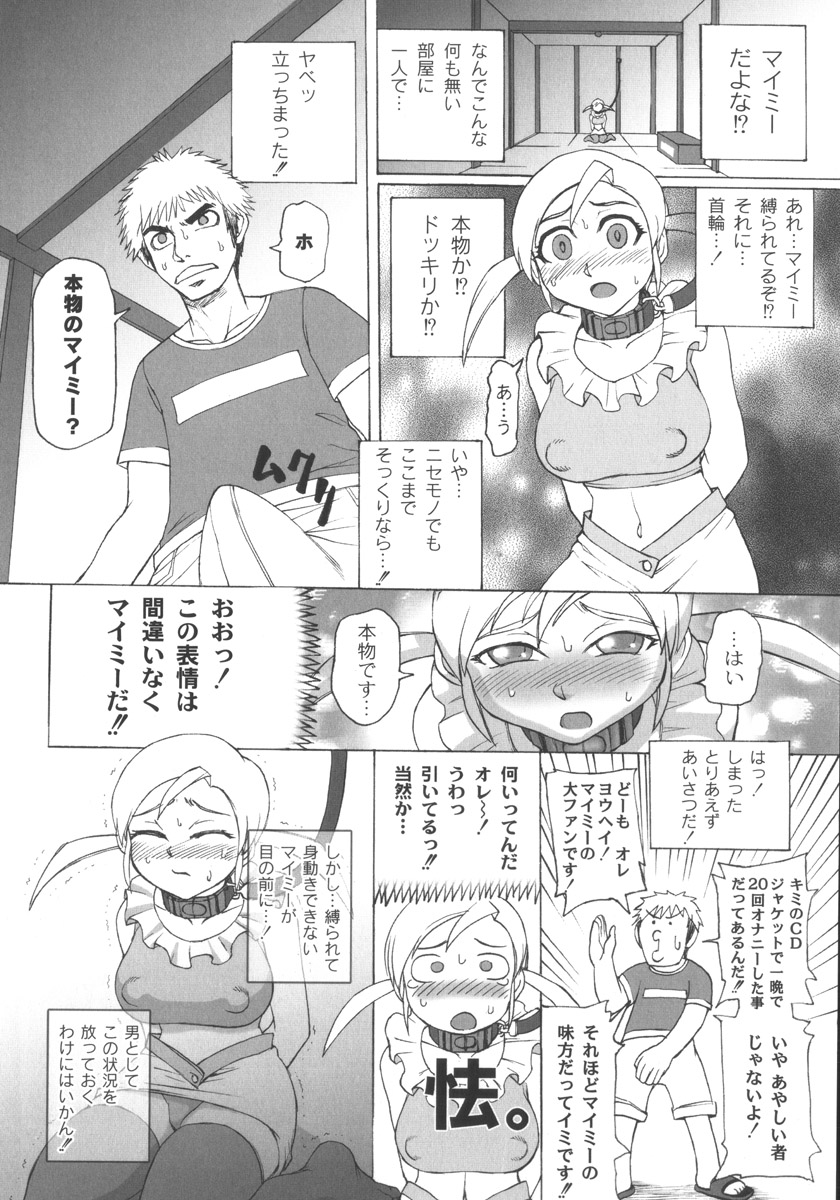 マイミー
だよな!?
なんでこんな
何も無い
部屋に
一人で…
あれ…マイミー
縛られてるぞ!?
それに…
首輪…!
本物か!?
ドッキリか!?
あ…う
いや…
ニセモノでも
ここまで
そっくりなら…!!
ヤベッ
立っちまった!!
ホ
本物のマイミー?
ムクッ
…はい
本物です…
おおっ!
この表情は
間違いなく
マイミーだ!!
はっ!
しまった
とりあえず
あいさつだ!
どーも オレ
ヨウヘイ!
マイミーの
大ファンです!
キミのCD
ジャケットで一晩で
20回オナニーした事
だってあるんだ!!
いや あやしい者
じゃないよ!
それほどマイミーの
味方だってイミです!!
何いってんだ
オレ〜!
うわっ
引いてるっ!!
当然か…
怯。
しかし…縛られて
身動きできない
マイミーが
目の前に…!
男として
この状況を
放っておく
わけにはいかん!!